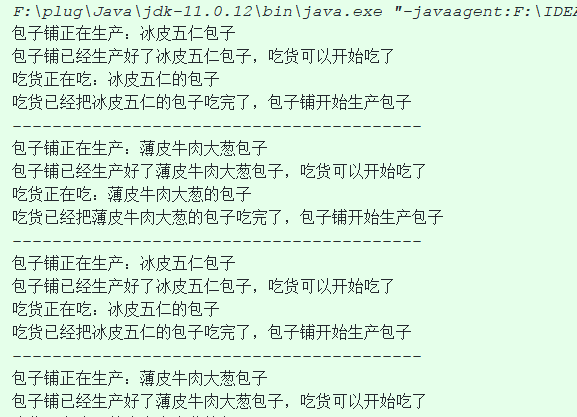 F:\plug\Java\jdk-11.0.12\bin\java.exe "-javaagent:F:\IDEA
包子铺正在生产：冰皮五仁包子
包子铺已经生产好了冰皮五仁包子，吃货可以开始吃了
吃货正在吃：冰皮五仁的包子
吃货已经把冰皮五仁的包子吃完了，包子铺开始生产包子
-----------------------------------------
包子铺正在生产：薄皮牛肉大葱包子
包子铺已经生产好了薄皮牛肉大葱包子，吃货可以开始吃了
吃货正在吃：薄皮牛肉大葱的包子
吃货已经把薄皮牛肉大葱的包子吃完了，包子铺开始生产包子
-----------------------------------------
包子铺正在生产：冰皮五仁包子
包子铺已经生产好了冰皮五仁包子，吃货可以开始吃了
吃货正在吃：冰皮五仁的包子
吃货已经把冰皮五仁的包子吃完了，包子铺开始生产包子
-----------------------------------------
包子铺正在生产：薄皮牛肉大葱包子
包子铺已经生产好了薄皮牛肉大葱包子，吃货可以开始吃了